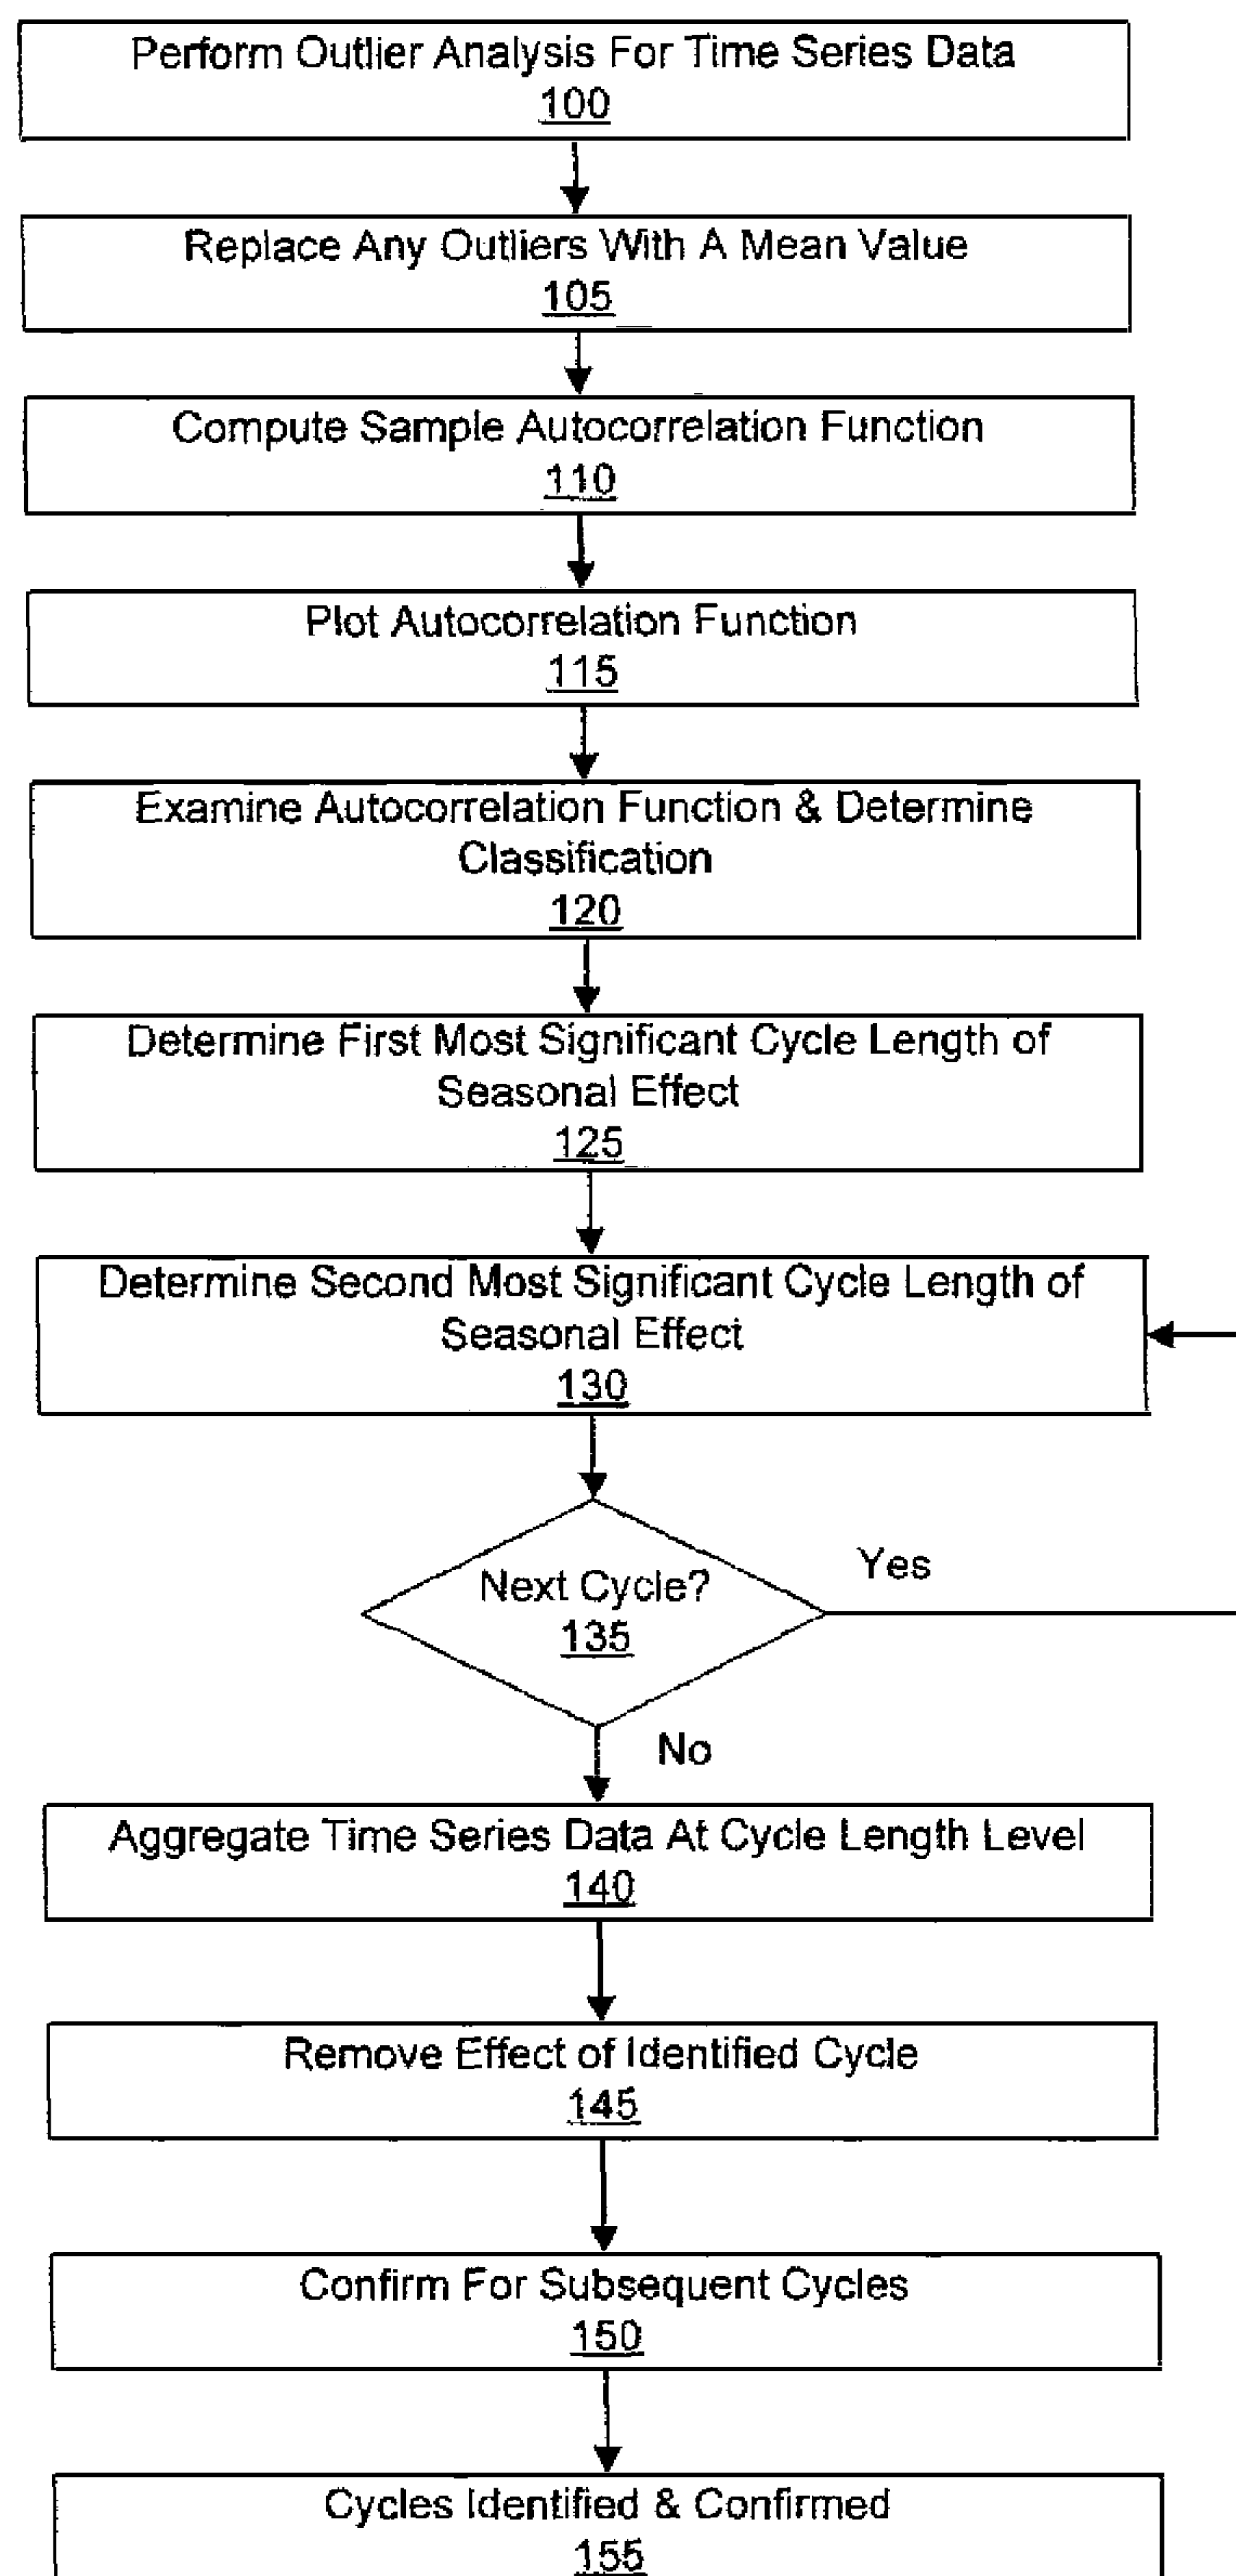 Perform Outlier Analysis For Time Series Data
100
Replace Any Outliers With A Mean Value
105
Compute Sample Autocorrelation Function
110
Plot Autocorrelation Function
115
Examine Autocorrelation Function & Determine
Classification
120
Determine First Most Significant Cycle Length of
Seasonal Effect
125
Determine Second Most Significant Cycle Length of
Seasonal Effect
130
Next Cycle?
135
Yes
No
Aggregate Time Series Data At Cycle Length Level
140
Remove Effect of Identified Cycle
145
Confirm For Subsequent Cycles
150
Cycles Identified & Confirmed
155